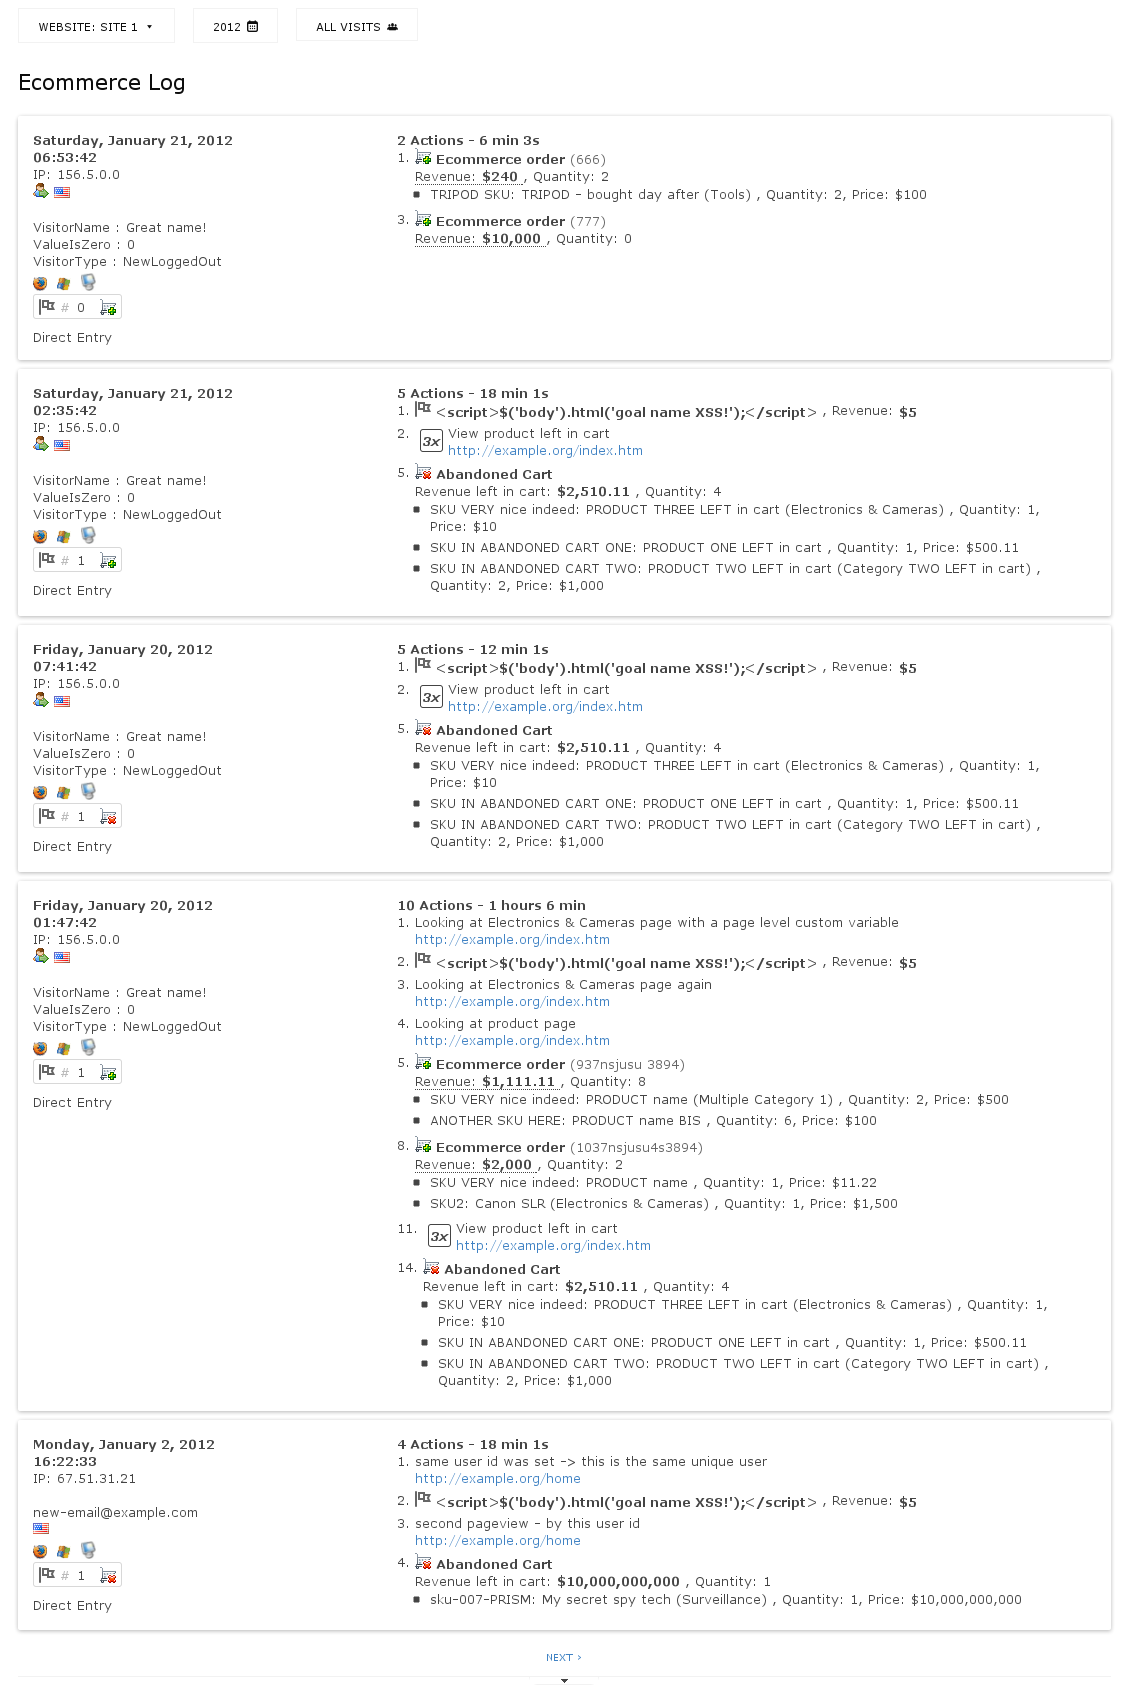 WEBSITE: SITE 1
2012
ALL VISITS
Ecommerce Log
Saturday, January 21, 2012
06:53:42
IP: 156.5.0.0
VisitorName : Great name!
ValueIsZero : 0
VisitorType : NewLoggedOut
# 0
Direct Entry
2 Actions - 6 min 3s
1. Ecommerce order (666)
Revenue: $240 , Quantity: 2
TRIPOD SKU: TRIPOD - bought day after (Tools) , Quantity: 2, Price: $100
3. Ecommerce order (777)
Revenue: $10,000 , Quantity: 0
Saturday, January 21, 2012
02:35:42
IP: 156.5.0.0
VisitorName : Great name!
ValueIsZero : 0
VisitorType : NewLoggedOut
# 1
Direct Entry
5 Actions - 18 min 1s
1. <script>$('body').html('goal name XSS!');</script> , Revenue: $5
2. 3x View product left in cart
http://example.org/index.htm
5. Abandoned Cart
Revenue left in cart: $2,510.11 , Quantity: 4
SKU VERY nice indeed: PRODUCT THREE LEFT in cart (Electronics & Cameras) , Quantity: 1,
Price: $10
SKU IN ABANDONED CART ONE: PRODUCT ONE LEFT in cart , Quantity: 1, Price: $500.11
SKU IN ABANDONED CART TWO: PRODUCT TWO LEFT in cart (Category TWO LEFT in cart) ,
Quantity: 2, Price: $1,000
Friday, January 20, 2012
07:41:42
IP: 156.5.0.0
VisitorName : Great name!
ValueIsZero : 0
VisitorType : NewLoggedOut
# 1
Direct Entry
5 Actions - 12 min 1s
1. <script>$('body').html('goal name XSS!');</script> , Revenue: $5
2. 3x View product left in cart
http://example.org/index.htm
5. Abandoned Cart
Revenue left in cart: $2,510.11 , Quantity: 4
SKU VERY nice indeed: PRODUCT THREE LEFT in cart (Electronics & Cameras) , Quantity: 1,
Price: $10
SKU IN ABANDONED CART ONE: PRODUCT ONE LEFT in cart , Quantity: 1, Price: $500.11
SKU IN ABANDONED CART TWO: PRODUCT TWO LEFT in cart (Category TWO LEFT in cart) ,
Quantity: 2, Price: $1,000
Friday, January 20, 2012
01:47:42
IP: 156.5.0.0
VisitorName : Great name!
ValueIsZero : 0
VisitorType : NewLoggedOut
# 1
Direct Entry
10 Actions - 1 hours 6 min
1. Looking at Electronics & Cameras page with a page level custom variable
http://example.org/index.htm
2. <script>$('body').html('goal name XSS!');</script> , Revenue: $5
3. Looking at Electronics & Cameras page again
http://example.org/index.htm
4. Looking at product page
http://example.org/index.htm
5. Ecommerce order (937nsjusu 3894)
Revenue: $1,111.11 , Quantity: 8
SKU VERY nice indeed: PRODUCT name (Multiple Category 1) , Quantity: 2, Price: $500
ANOTHER SKU HERE: PRODUCT name BIS , Quantity: 6, Price: $100
8. Ecommerce order (1037nsjusu4s3894)
Revenue: $2,000 , Quantity: 2
SKU VERY nice indeed: PRODUCT name , Quantity: 1, Price: $11.22
SKU2: Canon SLR (Electronics & Cameras) , Quantity: 1, Price: $1,500
11. 3x View product left in cart
http://example.org/index.htm
14. Abandoned Cart
Revenue left in cart: $2,510.11 , Quantity: 4
SKU VERY nice indeed: PRODUCT THREE LEFT in cart (Electronics & Cameras) , Quantity: 1,
Price: $10
SKU IN ABANDONED CART ONE: PRODUCT ONE LEFT in cart , Quantity: 1, Price: $500.11
SKU IN ABANDONED CART TWO: PRODUCT TWO LEFT in cart (Category TWO LEFT in cart) ,
Quantity: 2, Price: $1,000
Monday, January 2, 2012
16:22:33
IP: 67.51.31.21
new-email@example.com
# 1
Direct Entry
4 Actions - 18 min 1s
1. same user id was set -> this is the same unique user
http://example.org/home
2. <script>$('body').html('goal name XSS!');</script> , Revenue: $5
3. second pageview - by this user id
http://example.org/home
4. Abandoned Cart
Revenue left in cart: $10,000,000,000 , Quantity: 1
sku-007-PRISM: My secret spy tech (Surveillance) , Quantity: 1, Price: $10,000,000,000
NEXT ›